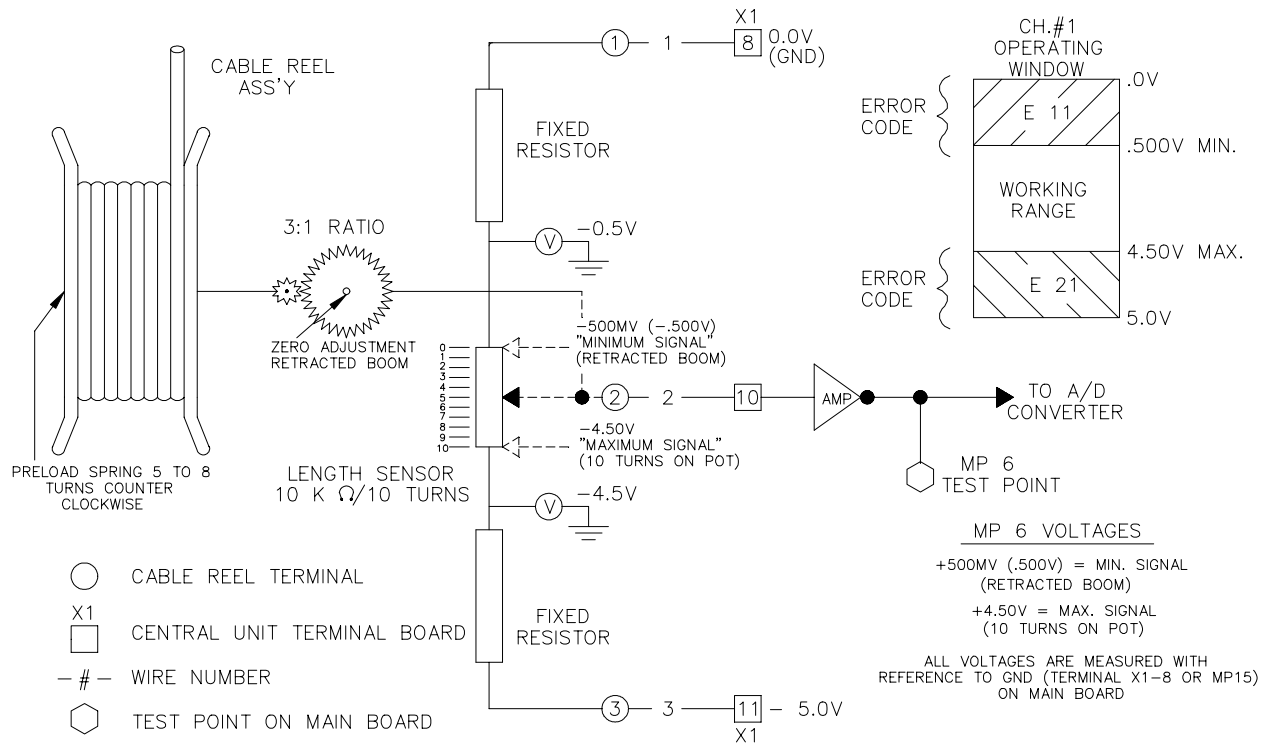 CABLE REEL
ASS'Y
X1
1
1
8
0.0V
(GND)
CH.#1
OPERATING
WINDOW
.0V
ERROR
CODE
E 11
.500V MIN.
WORKING
RANGE
4.50V MAX.
ERROR
CODE
E 21
5.0V
FIXED
RESISTOR
3:1 RATIO
V
-0.5V
ZERO ADJUSTMENT
RETRACTED BOOM
-500MV (-.500V)
"MINIMUM SIGNAL"
(RETRACTED BOOM)
0
1
2
3
4
5
6
7
8
9
10
2
2
10
AMP
TO A/D
CONVERTER
-4.50V
"MAXIMUM SIGNAL"
(10 TURNS ON POT)
MP 6
TEST POINT
PRELOAD SPRING 5 TO 8
TURNS COUNTER
CLOCKWISE
LENGTH SENSOR
10 K Ω/10 TURNS
V
-4.5V
MP 6 VOLTAGES
+500MV (.500V) = MIN. SIGNAL
(RETRACTED BOOM)
+4.50V = MAX. SIGNAL
(10 TURNS ON POT)
ALL VOLTAGES ARE MEASURED WITH
REFERENCE TO GND (TERMINAL X1-8 OR MP15)
ON MAIN BOARD
FIXED
RESISTOR
CABLE REEL TERMINAL
X1
CENTRAL UNIT TERMINAL BOARD
-#- WIRE NUMBER
TEST POINT ON MAIN BOARD
3
3
11
- 5.0V
X1